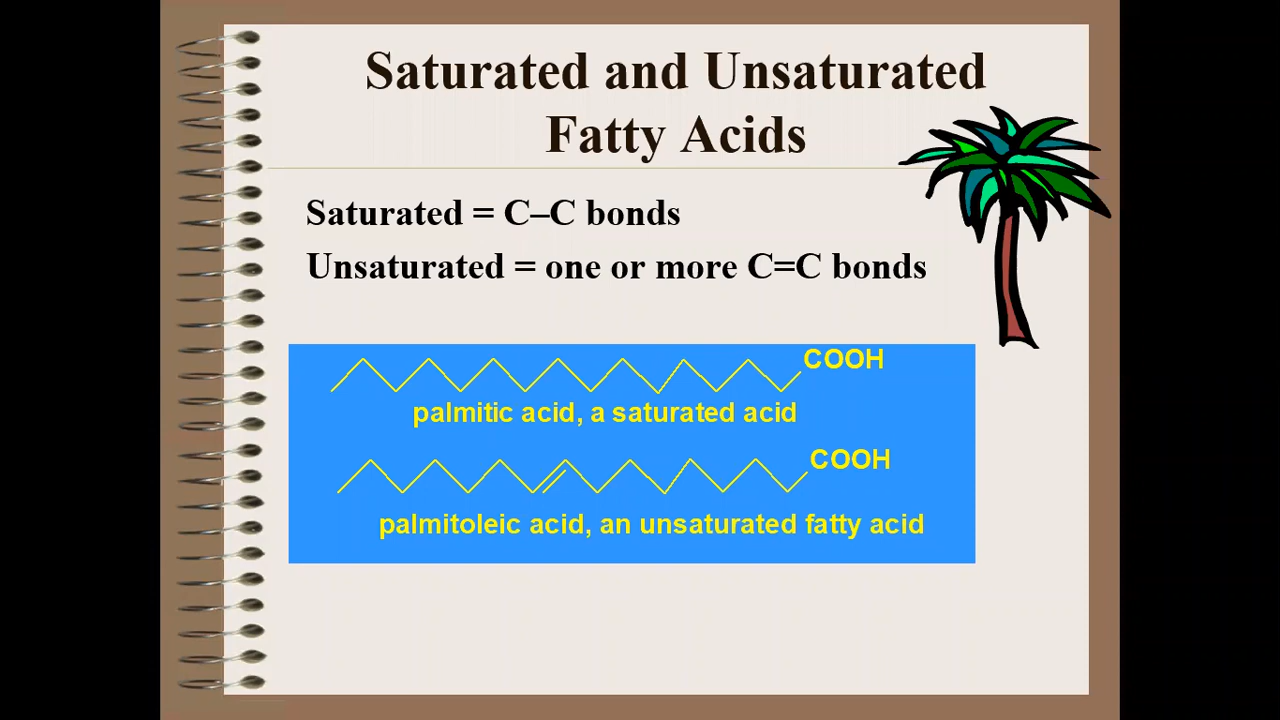 Saturated and Unsaturated
Fatty Acids
Saturated = C–C bonds
Unsaturated = one or more C=C bonds
COOH
palmitic acid, a saturated acid
COOH
palmitoleic acid, an unsaturated fatty acid